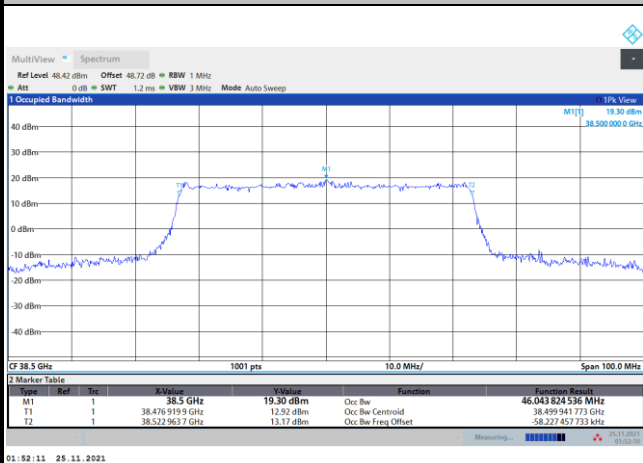 MultiView Spectrum
Ref Level 48.42 dBm Offset 48.72 dB RBW 1 MHz
Att 0 dB SWT 1.2 ms VBW 3 MHz Mode Auto Sweep
1 Occupied Bandwidth 1Pk View
M1[1] 19.30 dBm
38.500 000 0 GHz
40 dBm
30 dBm
M1
20 dBm
T1 T2
10 dBm
0 dBm
-10 dBm
-20 dBm
-30 dBm
-40 dBm
CF 38.5 GHz 1001 pts 10.0 MHz/ Span 100.0 MHz
2 Marker Table
Type Ref Trc X-Value Y-Value Function Function Result
M1 1 38.5 GHz 19.30 dBm Occ Bw 46.043 824 536 MHz
T1 1 38.476 919 9 GHz 12.92 dBm Occ Bw Centroid 38.499 941 773 GHz
T2 1 38.522 963 7 GHz 13.17 dBm Occ Bw Freq Offset -58.227 457 733 kHz
Measuring... 25.11.2021
01:52:10
01:52:11 25.11.2021